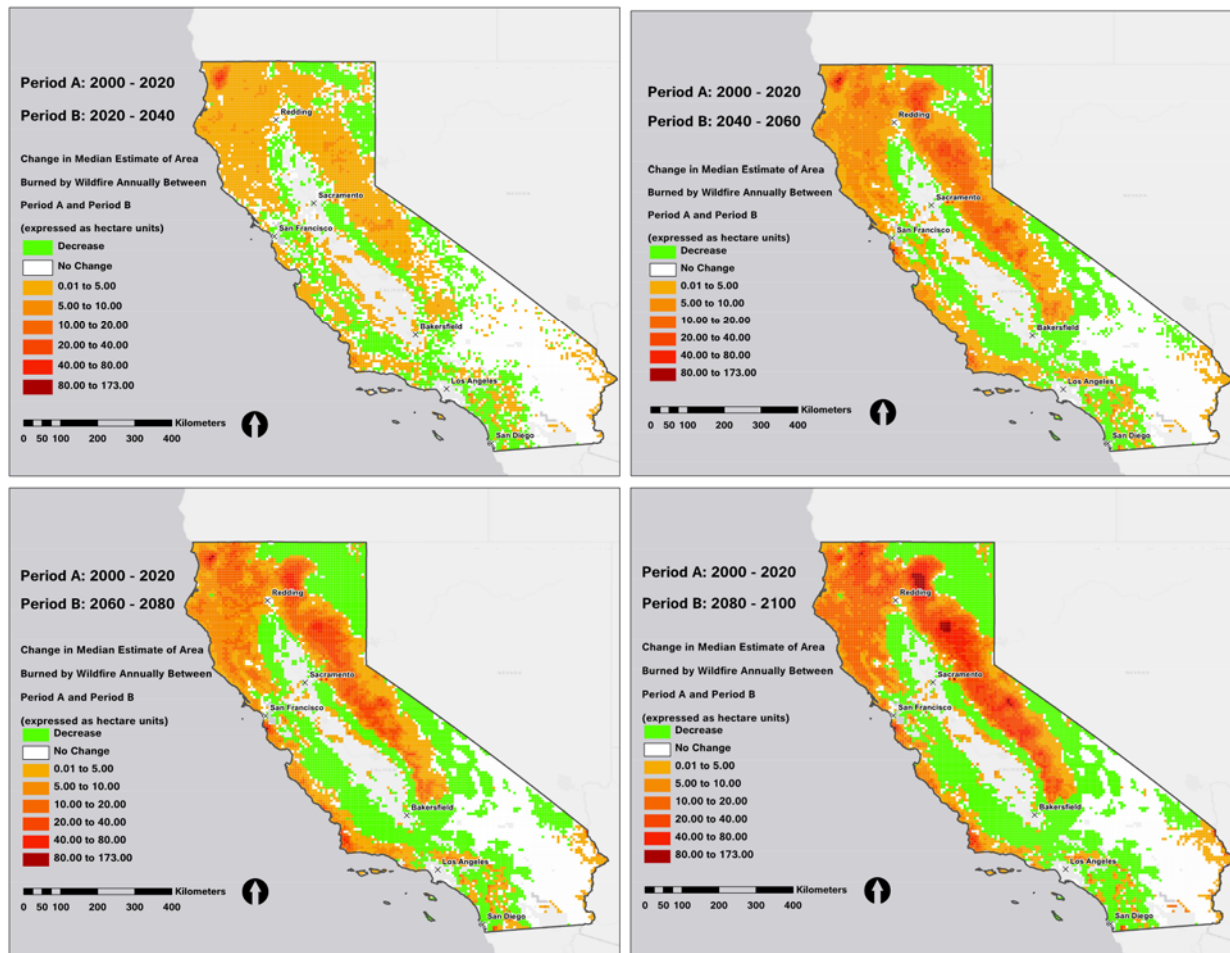 Period A: 2000 - 2020
Period B: 2020 - 2040
Change in Median Estimate of Area
Burned by Wildfire Annually Between
Period A and Period B
(expressed as hectare units)
Decrease
No Change
0.01 to 5.00
5.00 to 10.00
10.00 to 20.00
20.00 to 40.00
40.00 to 80.00
80.00 to 173.00
Kilometers
0 50 100 200 300 400
Redding
Sacramento
San Francisco
Bakersfield
Los Angeles
San Diego
Period A: 2000 - 2020
Period B: 2040 - 2060
Change in Median Estimate of Area
Burned by Wildfire Annually Between
Period A and Period B
(expressed as hectare units)
Decrease
No Change
0.01 to 5.00
5.00 to 10.00
10.00 to 20.00
20.00 to 40.00
40.00 to 80.00
80.00 to 173.00
Kilometers
0 50 100 200 300 400
Redding
Sacramento
San Francisco
Bakersfield
Los Angeles
San Diego
Period A: 2000 - 2020
Period B: 2060 - 2080
Change in Median Estimate of Area
Burned by Wildfire Annually Between
Period A and Period B
(expressed as hectare units)
Decrease
No Change
0.01 to 5.00
5.00 to 10.00
10.00 to 20.00
20.00 to 40.00
40.00 to 80.00
80.00 to 173.00
Kilometers
0 50 100 200 300 400
Redding
Sacramento
San Francisco
Bakersfield
Los Angeles
San Diego
Period A: 2000 - 2020
Period B: 2080 - 2100
Change in Median Estimate of Area
Burned by Wildfire Annually Between
Period A and Period B
(expressed as hectare units)
Decrease
No Change
0.01 to 5.00
5.00 to 10.00
10.00 to 20.00
20.00 to 40.00
40.00 to 80.00
80.00 to 173.00
Kilometers
0 50 100 200 300 400
Redding
Sacramento
San Francisco
Bakersfield
Los Angeles
San Diego